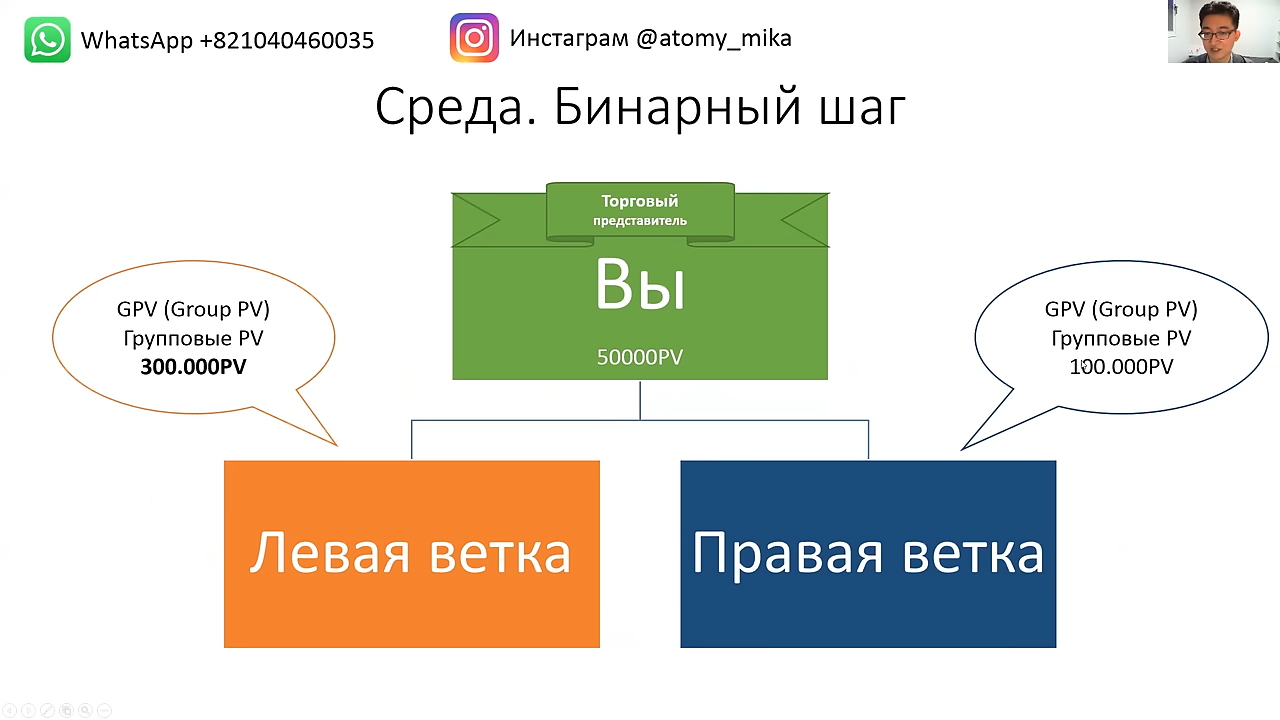 WhatsApp +821040460035
Инстаграм @atomy_mika
Среда. Бинарный шаг
Торговый
представитель
Вы
50000PV
GPV (Group PV)
Групповые PV
300.000PV
GPV (Group PV)
Групповые PV
100.000PV
Левая ветка
Правая ветка